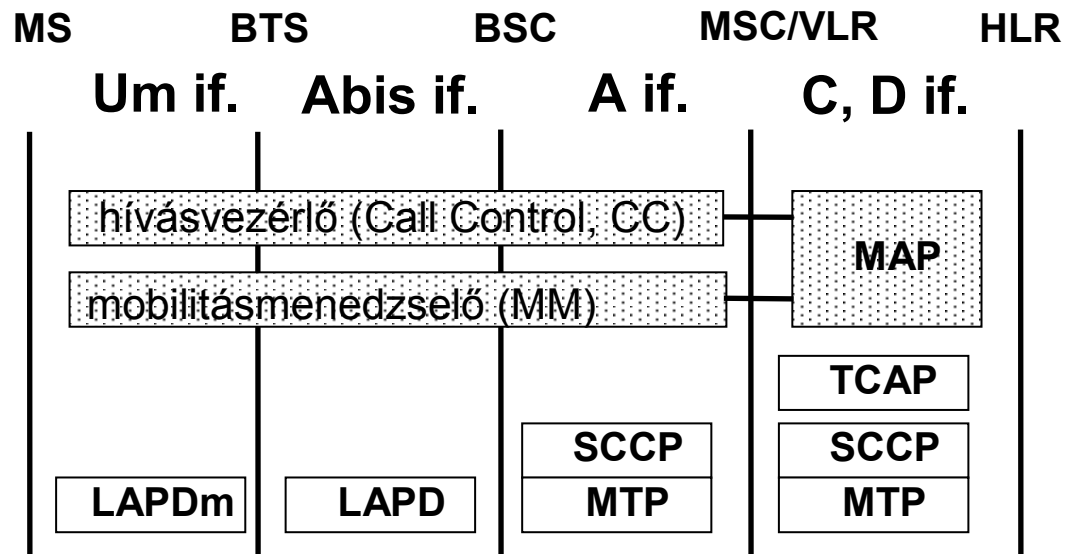 MS BTS BSC MSC/VLR HLR
Um if. Abis if. A if. C, D if.
hívásvezérlő (Call Control, CC)
MAP
mobilitásmenedzselő (MM)
TCAP
SCCP SCCP
LAPDm LAPD MTP MTP